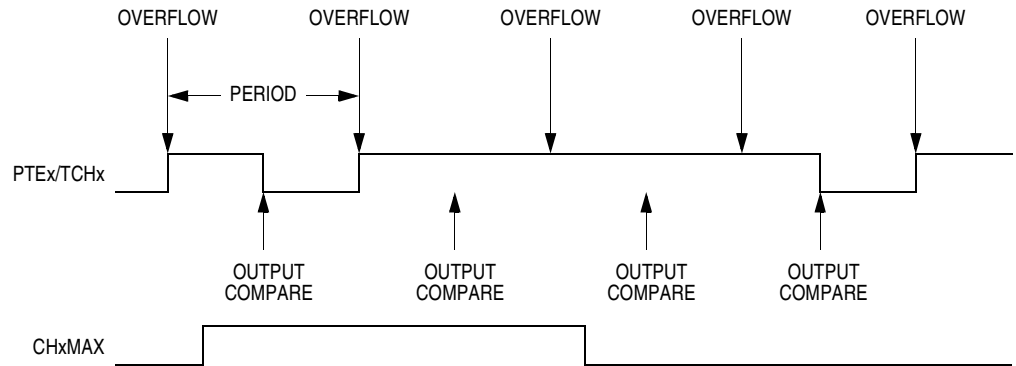 OVERFLOW OVERFLOW OVERFLOW OVERFLOW OVERFLOW
PERIOD
PTEx/TCHx
OUTPUT COMPARE
OUTPUT COMPARE
OUTPUT COMPARE
OUTPUT COMPARE
CHxMAX